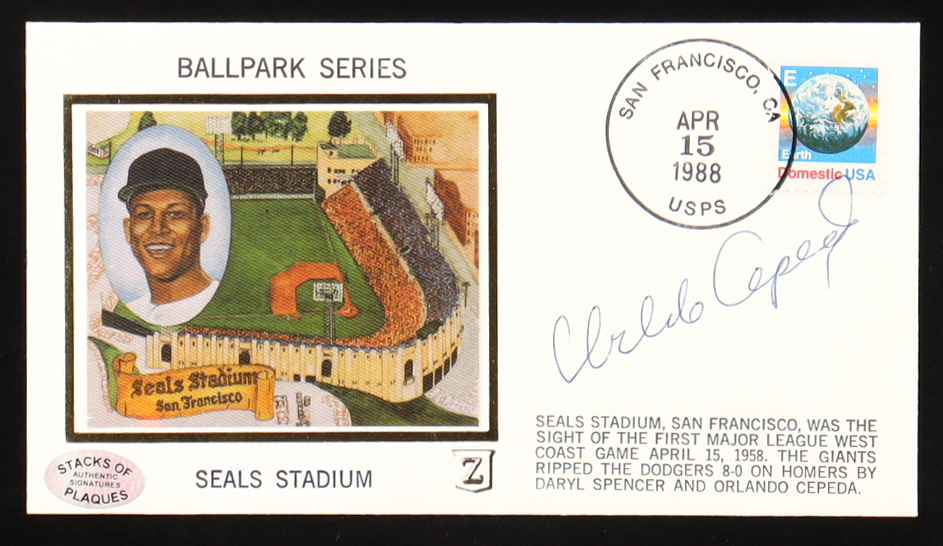 BALLPARK SERIES
Seals Stadium
San Francisco
STACKS OF
AUTHENTIC
SIGNATURES
PLAQUES
SEALS STADIUM
Z
SAN FRANCISCO, CA
APR
15
1988
USPS
E
Earth
Domestic USA
Orlando Cepeda
SEALS STADIUM, SAN FRANCISCO, WAS THE
SIGHT OF THE FIRST MAJOR LEAGUE WEST
COAST GAME APRIL 15, 1958. THE GIANTS
RIPPED THE DODGERS 8-0 ON HOMERS BY
DARYL SPENCER AND ORLANDO CEPEDA.